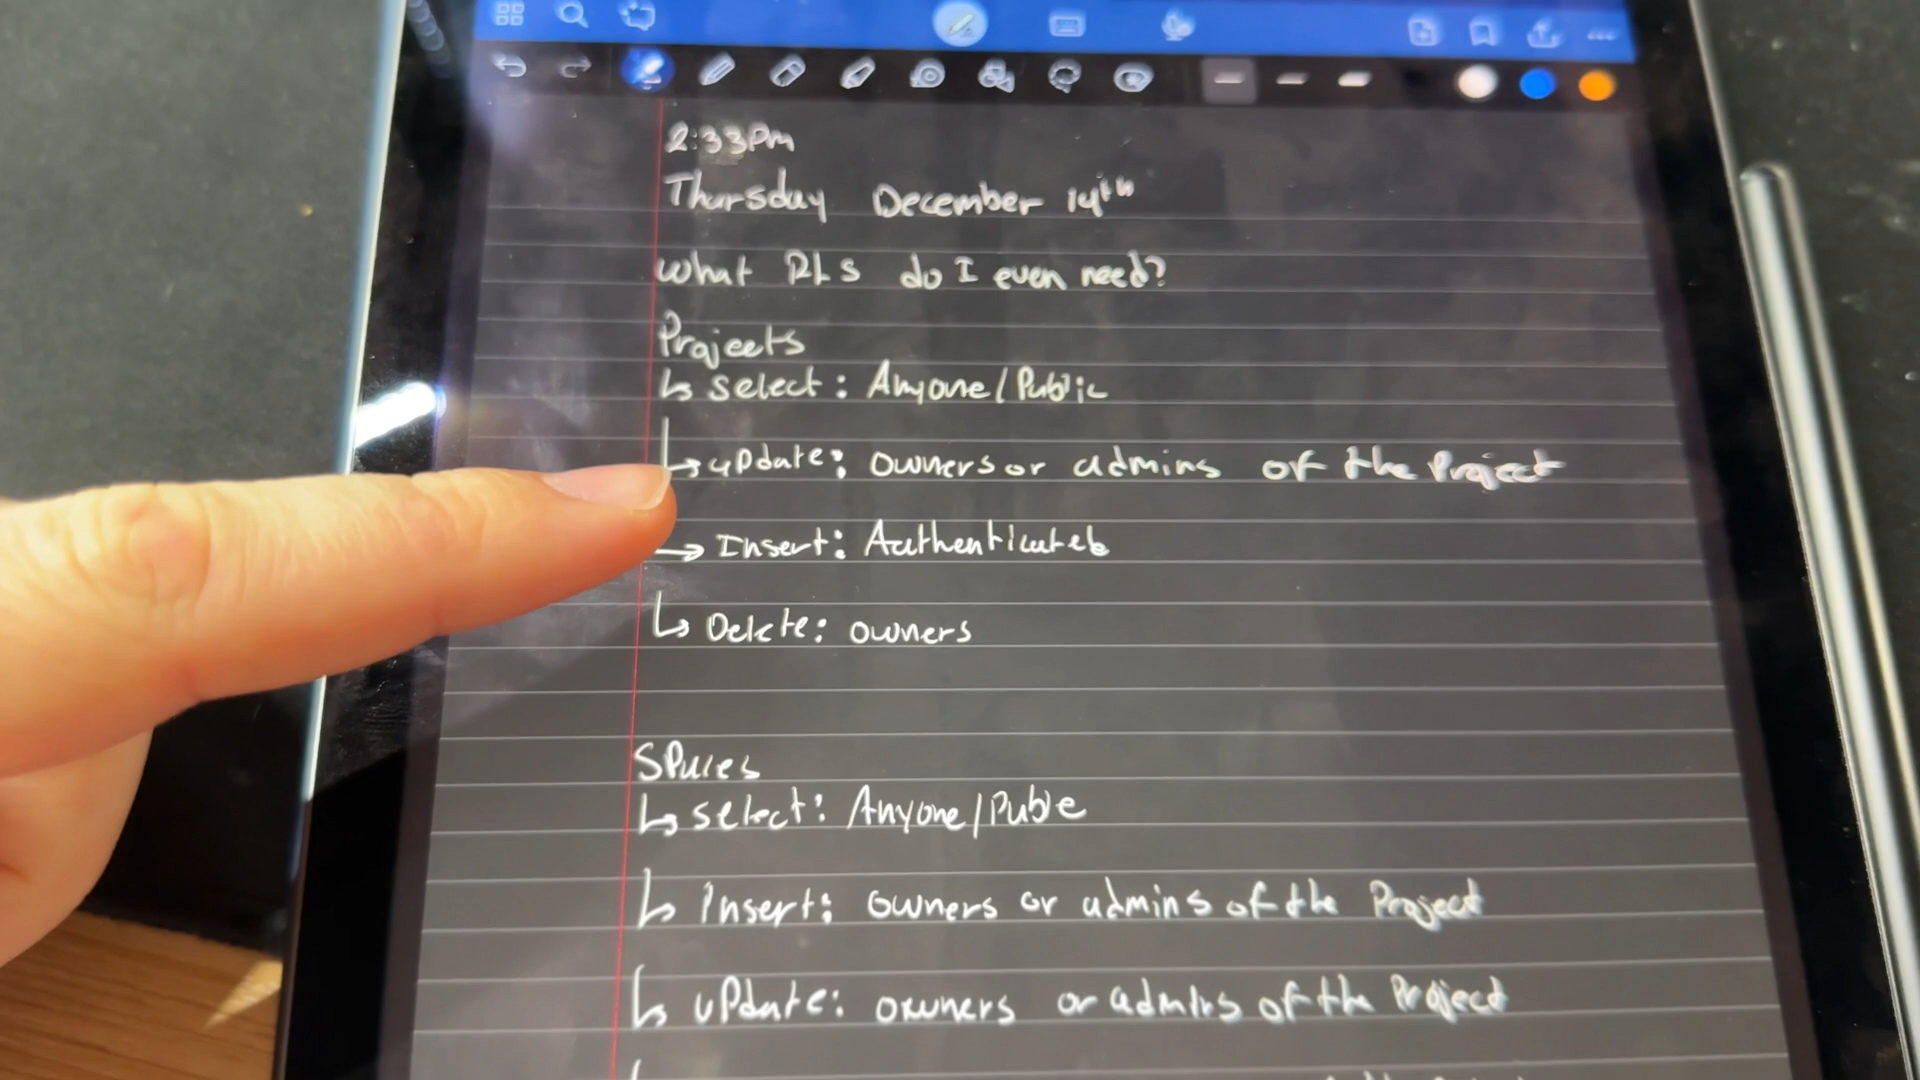 2:33PM
Thursday December 14th
What RLS do I even need?
Projects
↳ Select: Anyone/Public
↳ update: owners or admins of the Project
→ Insert: Authenticated
↳ Delete: owners
Spaces
↳ select: Anyone/Public
↳ Insert: owners or admins of the Project
↳ update: owners or admins of the Project